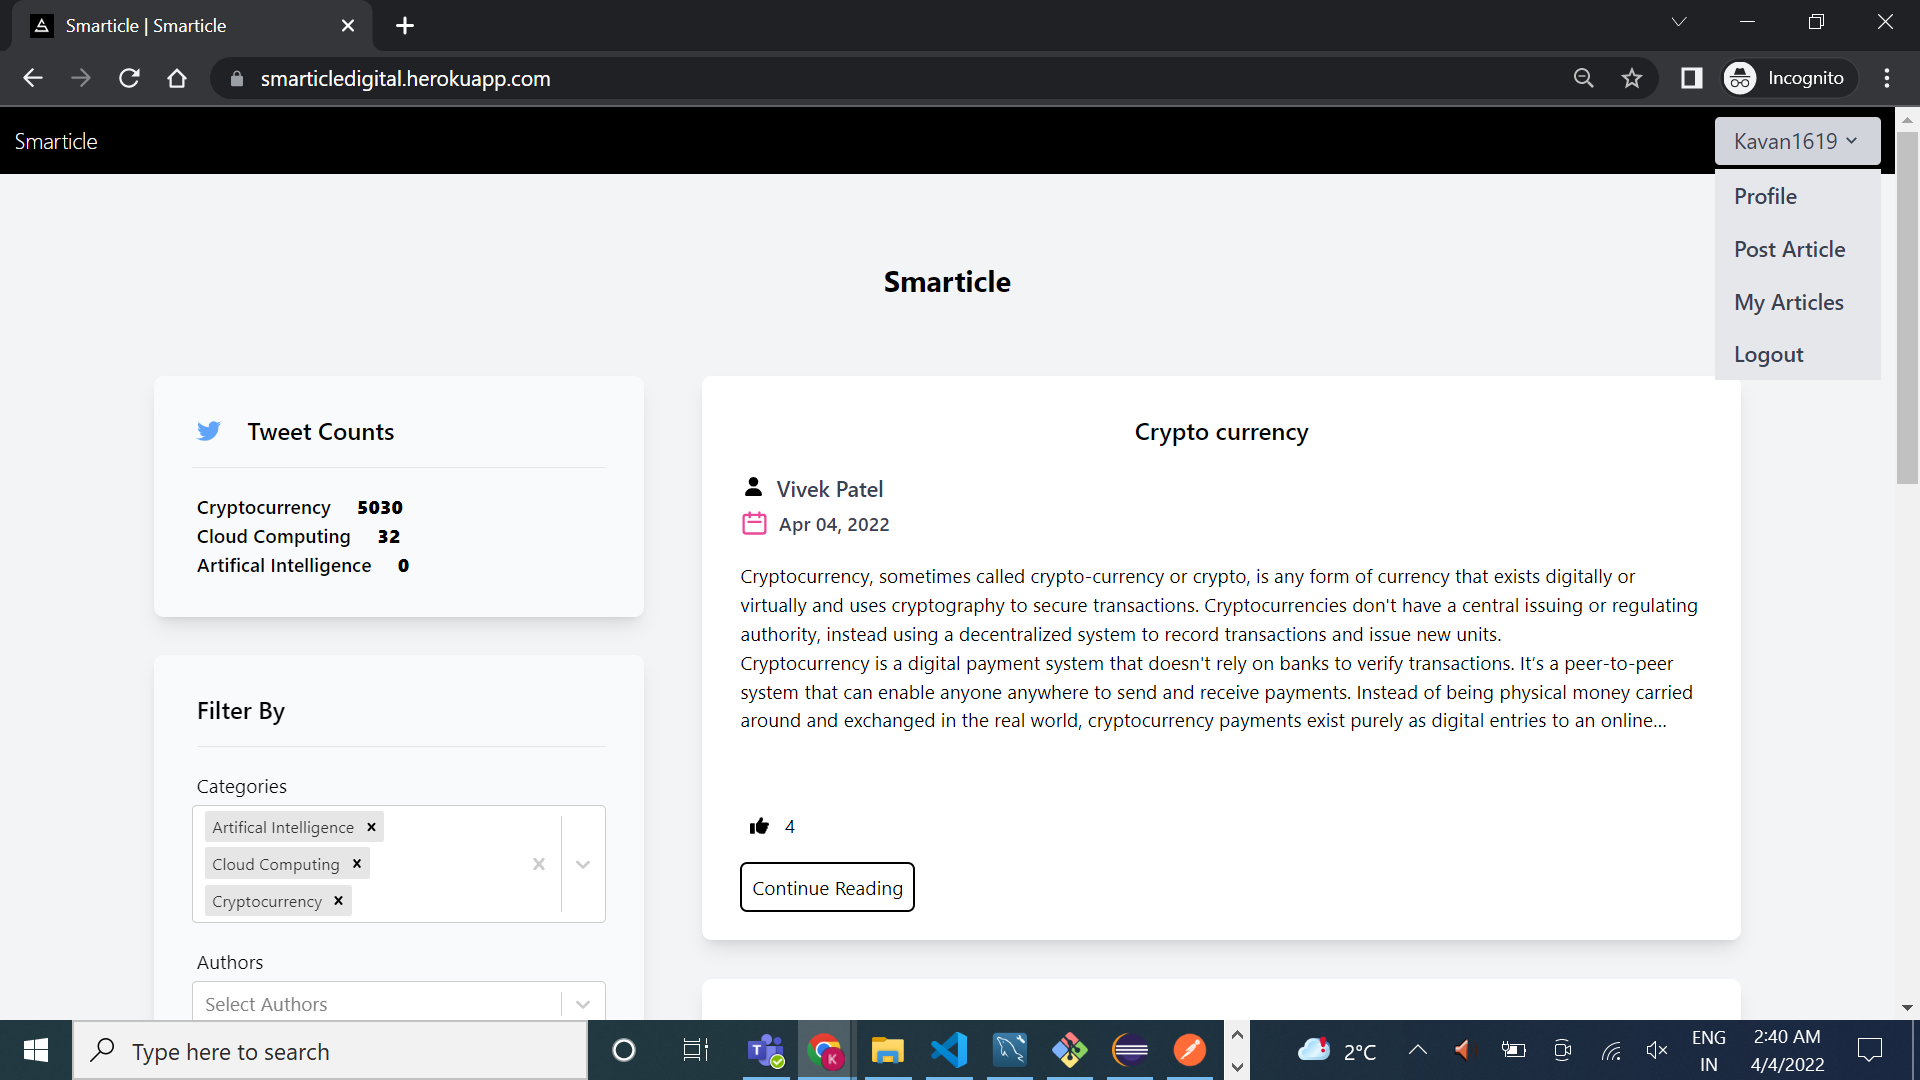 Smarticle | Smarticle
smarticledigital.herokuapp.com
Incognito
Smarticle
Kavan1619
Profile
Post Article
My Articles
Logout
Smarticle
Tweet Counts
Cryptocurrency 5030
Cloud Computing 32
Artifical Intelligence 0
Filter By
Categories
Artifical Intelligence
Cloud Computing
Cryptocurrency
Authors
Select Authors
Crypto currency
Vivek Patel
Apr 04, 2022
Cryptocurrency, sometimes called crypto-currency or crypto, is any form of currency that exists digitally or
virtually and uses cryptography to secure transactions. Cryptocurrencies don't have a central issuing or regulating
authority, instead using a decentralized system to record transactions and issue new units.
Cryptocurrency is a digital payment system that doesn't rely on banks to verify transactions. It’s a peer-to-peer
system that can enable anyone anywhere to send and receive payments. Instead of being physical money carried
around and exchanged in the real world, cryptocurrency payments exist purely as digital entries to an online...
4
Continue Reading
Type here to search
T
K
2°C
ENG
IN
2:40 AM
4/4/2022